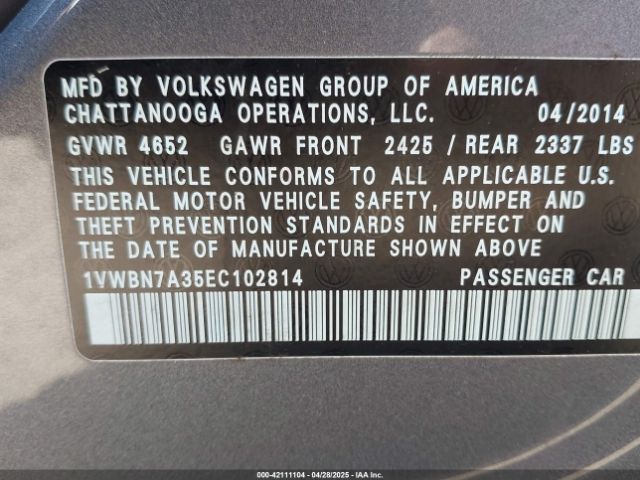 MFD BY VOLKSWAGEN GROUP OF AMERICA
CHATTANOOGA OPERATIONS, LLC. 04/2014
GVWR 4652 GAWR FRONT 2425 / REAR 2337 LBS
THIS VEHICLE CONFORMS TO ALL APPLICABLE U.S.
FEDERAL MOTOR VEHICLE SAFETY, BUMPER AND
THEFT PREVENTION STANDARDS IN EFFECT ON
THE DATE OF MANUFACTURE SHOWN ABOVE
1VWBN7A35EC102814 PASSENGER CAR
000-42111104 - 04/28/2025 - IAAI.COM